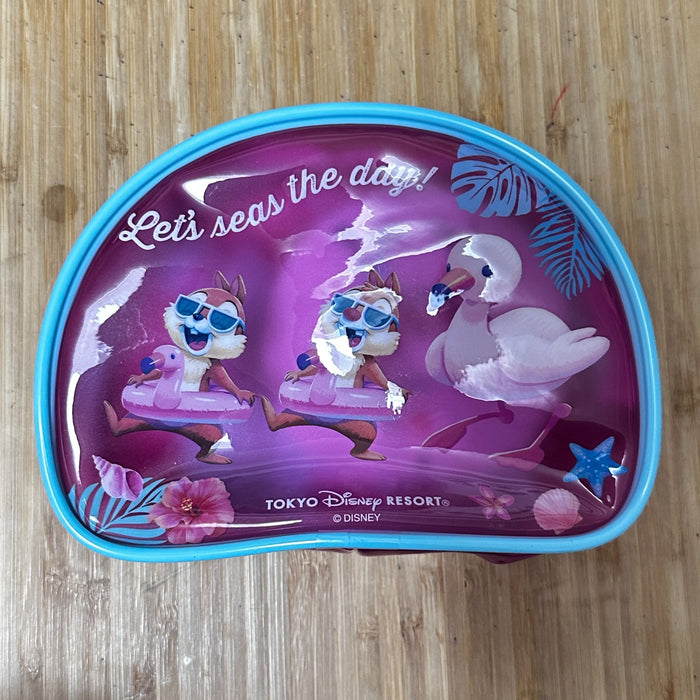 Let's seas the day!
TOKYO Disney RESORT®
© DISNEY